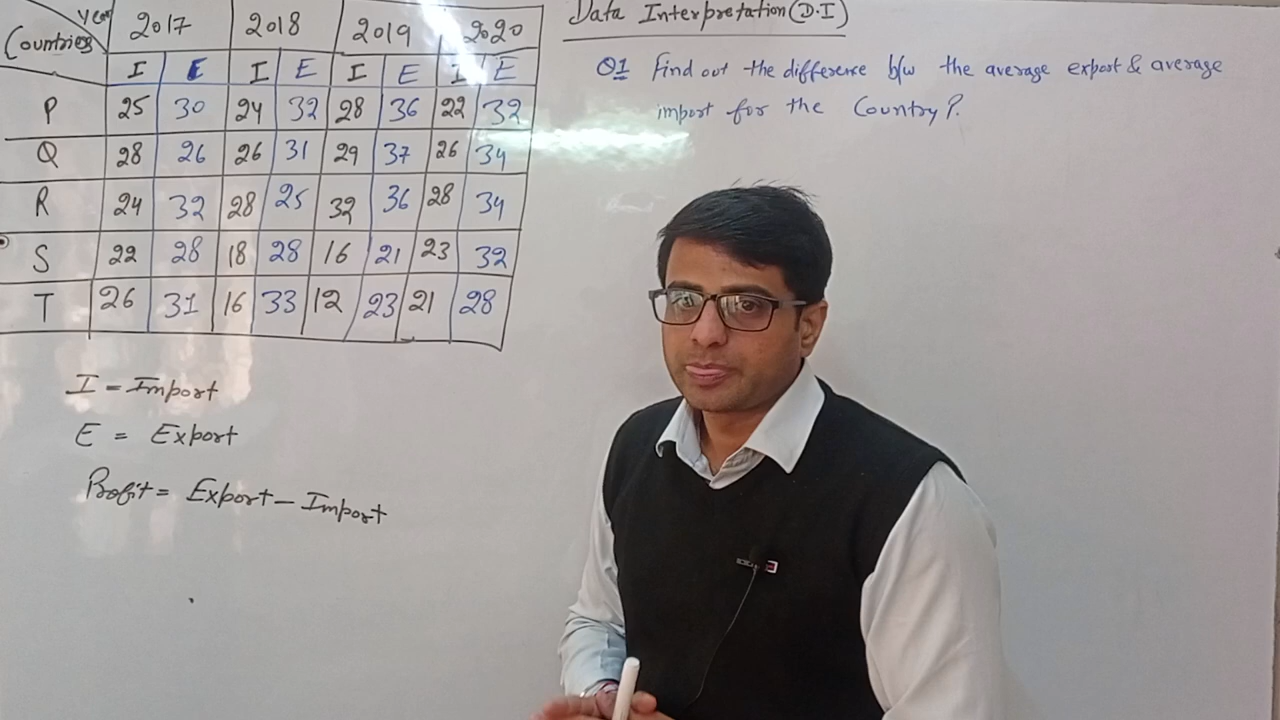 Year 2017 2018 2019 2020
Countries I E I E I E I E
P 25 30 24 32 28 36 22 32
Q 28 26 26 31 29 37 26 34
R 24 32 28 25 32 36 28 34
S 22 28 18 28 16 21 23 32
T 26 31 16 33 12 23 21 28
I = Import
E = Export
Profit = Export - Import
Data Interpretation (D.I)
Q1 Find out the difference b/w the average export & average
import for the Country P.